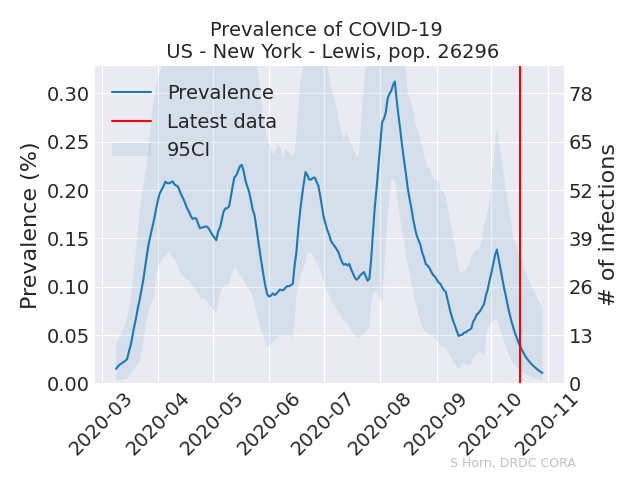 Prevalence of COVID-19
US - New York - Lewis, pop. 26296
Prevalence
Latest data
95CI
Prevalence (%)
0.30
0.25
0.20
0.15
0.10
0.05
0.00
78
65
52
39
26
13
0
# of infections
2020-03
2020-04
2020-05
2020-06
2020-07
2020-08
2020-09
2020-10
2020-11
S Horn, DRDC CORA